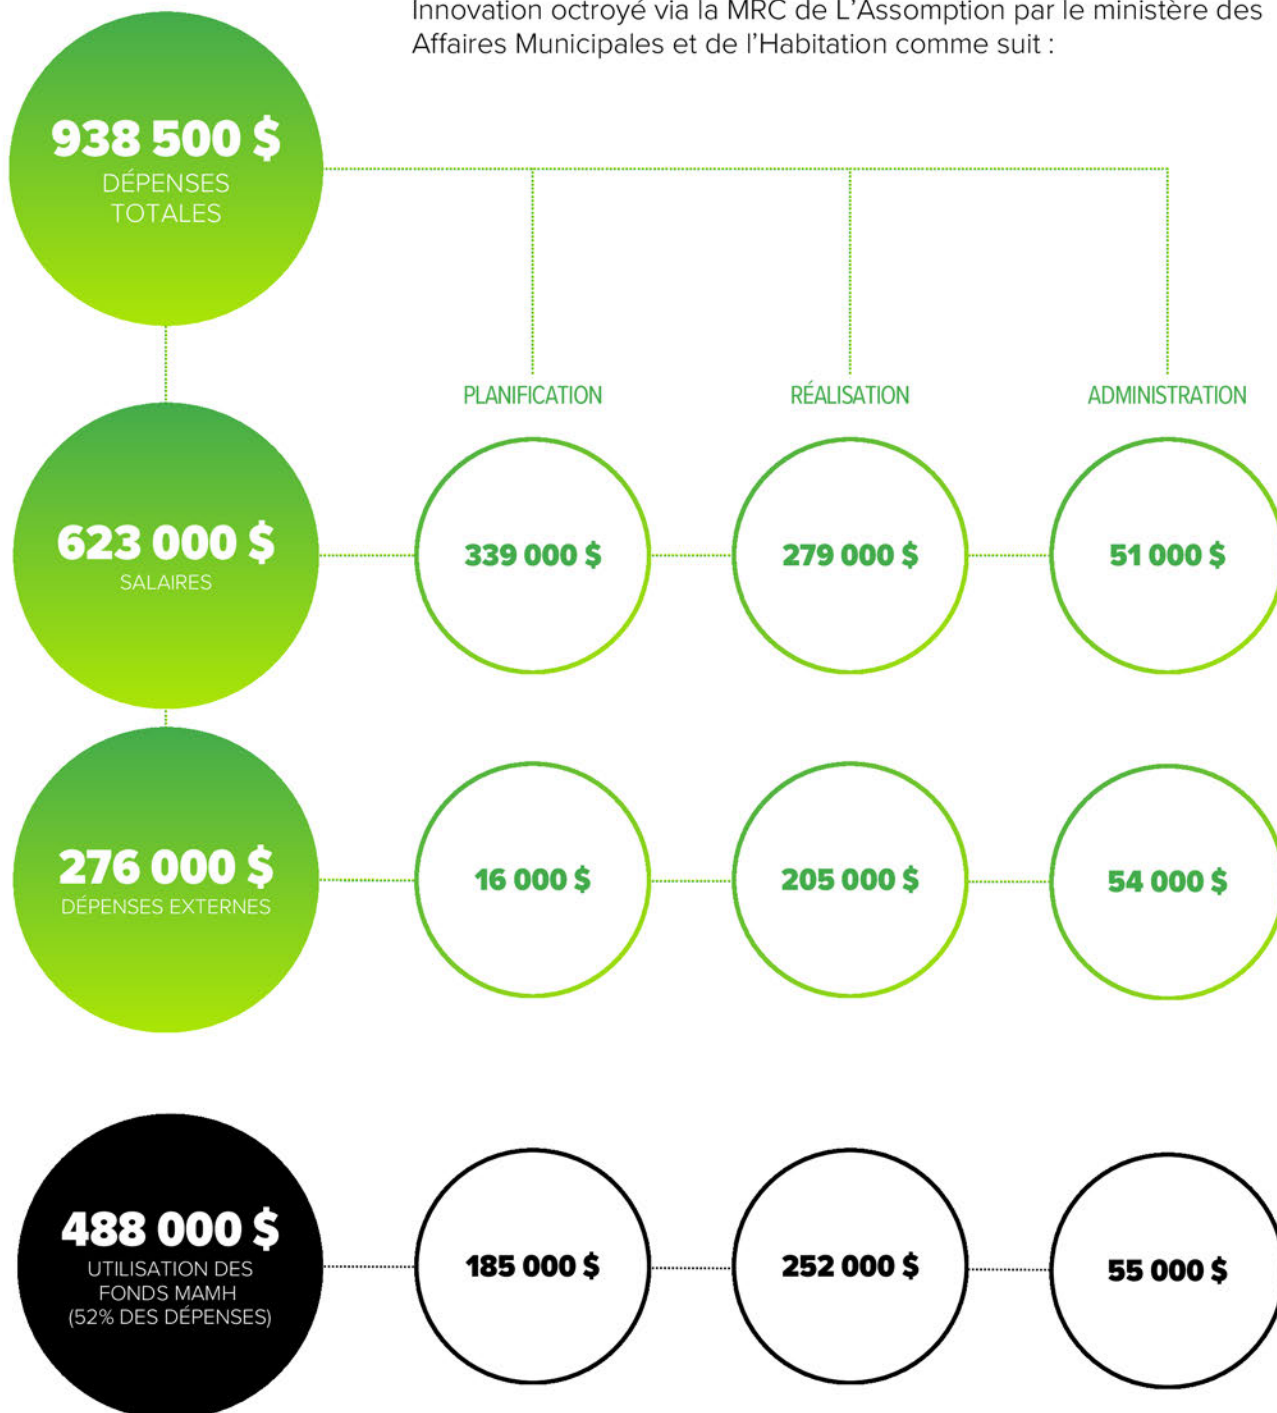 Innovation octroyé via la MRC de L'Assomption par le ministère des
Affaires Municipales et de l'Habitation comme suit :
938 500 $
DÉPENSES
TOTALES
PLANIFICATION
RÉALISATION
ADMINISTRATION
623 000 $
SALAIRES
339 000 $
279 000 $
51 000 $
276 000 $
DÉPENSES EXTERNES
16 000 $
205 000 $
54 000 $
488 000 $
UTILISATION DES
FONDS MAMH
(52% DES DÉPENSES)
185 000 $
252 000 $
55 000 $